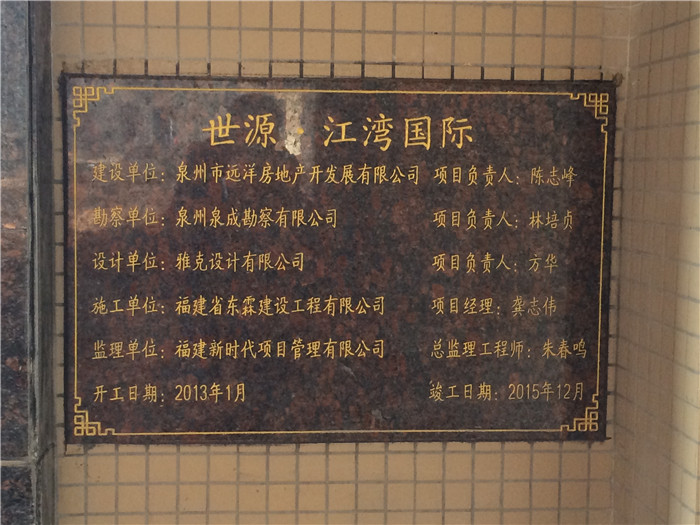 世源·江湾国际
建设单位：泉州市远洋房地产开发展有限公司 项目负责人：陈志峰
勘察单位：泉州泉成勘察有限公司 项目负责人：林培贞
设计单位：雅克设计有限公司 项目负责人：方华
施工单位：福建省东霖建设工程有限公司 项目经理：龚志伟
监理单位：福建新时代项目管理有限公司 总监理工程师：朱春鸣
开工日期：2013年1月 竣工日期：2015年12月